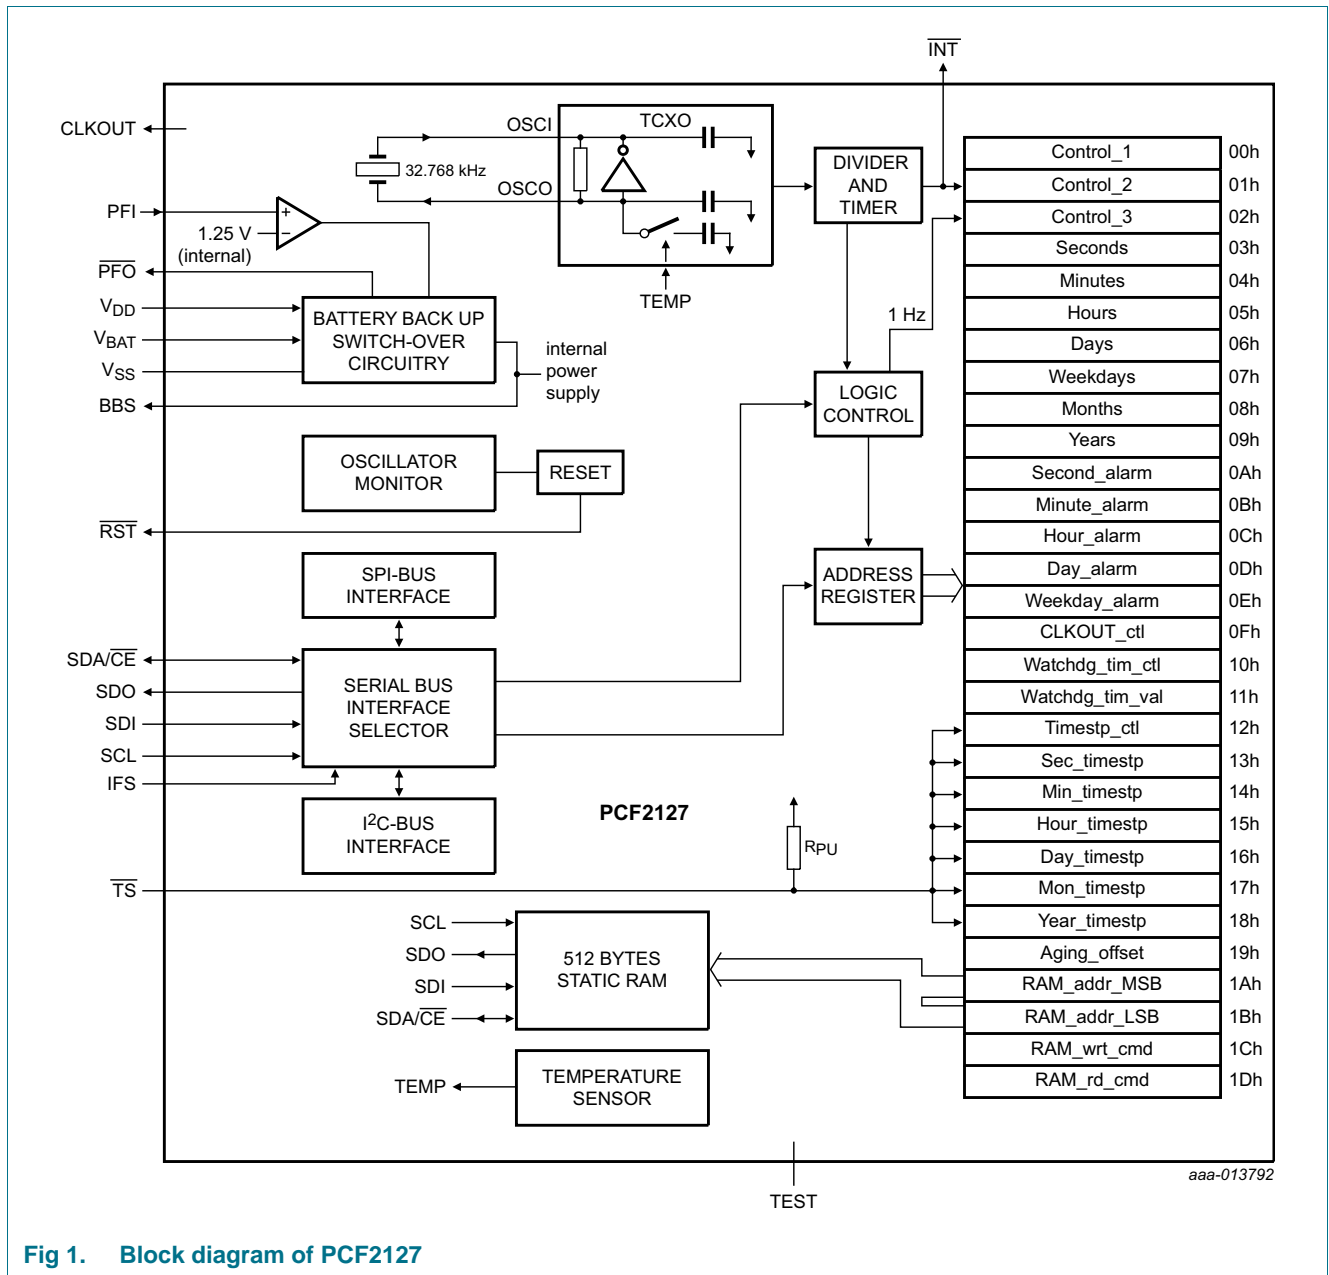 INT
CLKOUT
OSCI
TCXO
32.768 kHz
OSCO
PFI
+
−
1.25 V
(internal)
PFO
VDD
VBAT
VSS
BBS
BATTERY BACK UP
SWITCH-OVER
CIRCUITRY
internal
power
supply
TEMP
DIVIDER
AND
TIMER
1 Hz
LOGIC
CONTROL
OSCILLATOR
MONITOR
RESET
RST
SPI-BUS
INTERFACE
ADDRESS
REGISTER
SDA/CE
SDO
SDI
SCL
IFS
SERIAL BUS
INTERFACE
SELECTOR
I2C-BUS
INTERFACE
PCF2127
RPU
TS
SCL
SDO
SDI
SDA/CE
512 BYTES
STATIC RAM
TEMP
TEMPERATURE
SENSOR
Control_1 00h
Control_2 01h
Control_3 02h
Seconds 03h
Minutes 04h
Hours 05h
Days 06h
Weekdays 07h
Months 08h
Years 09h
Second_alarm 0Ah
Minute_alarm 0Bh
Hour_alarm 0Ch
Day_alarm 0Dh
Weekday_alarm 0Eh
CLKOUT_ctl 0Fh
Watchdg_tim_ctl 10h
Watchdg_tim_val 11h
Timestp_ctl 12h
Sec_timestp 13h
Min_timestp 14h
Hour_timestp 15h
Day_timestp 16h
Mon_timestp 17h
Year_timestp 18h
Aging_offset 19h
RAM_addr_MSB 1Ah
RAM_addr_LSB 1Bh
RAM_wrt_cmd 1Ch
RAM_rd_cmd 1Dh
TEST
aaa-013792
Fig 1. Block diagram of PCF2127